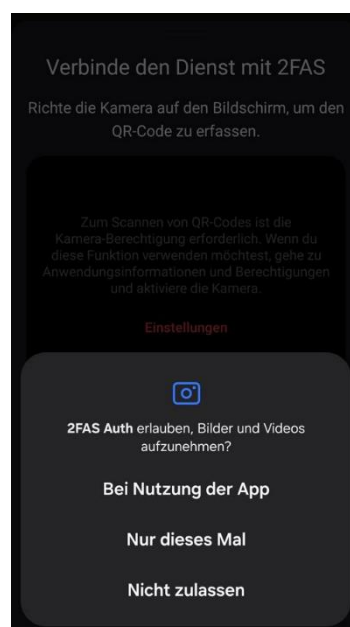 Verbinde den Dienst mit 2FAS
Richte die Kamera auf den Bildschirm, um den
QR-Code zu erfassen.
Zum Scannen von QR-Codes ist die
Kamera-Berechtigung erforderlich. Wenn du
diese Funktion verwenden möchtest, gehe zu
Anwendungsinformationen und Berechtigungen
und aktiviere die Kamera.
Einstellungen
2FAS Auth erlauben, Bilder und Videos
aufzunehmen?
Bei Nutzung der App
Nur dieses Mal
Nicht zulassen